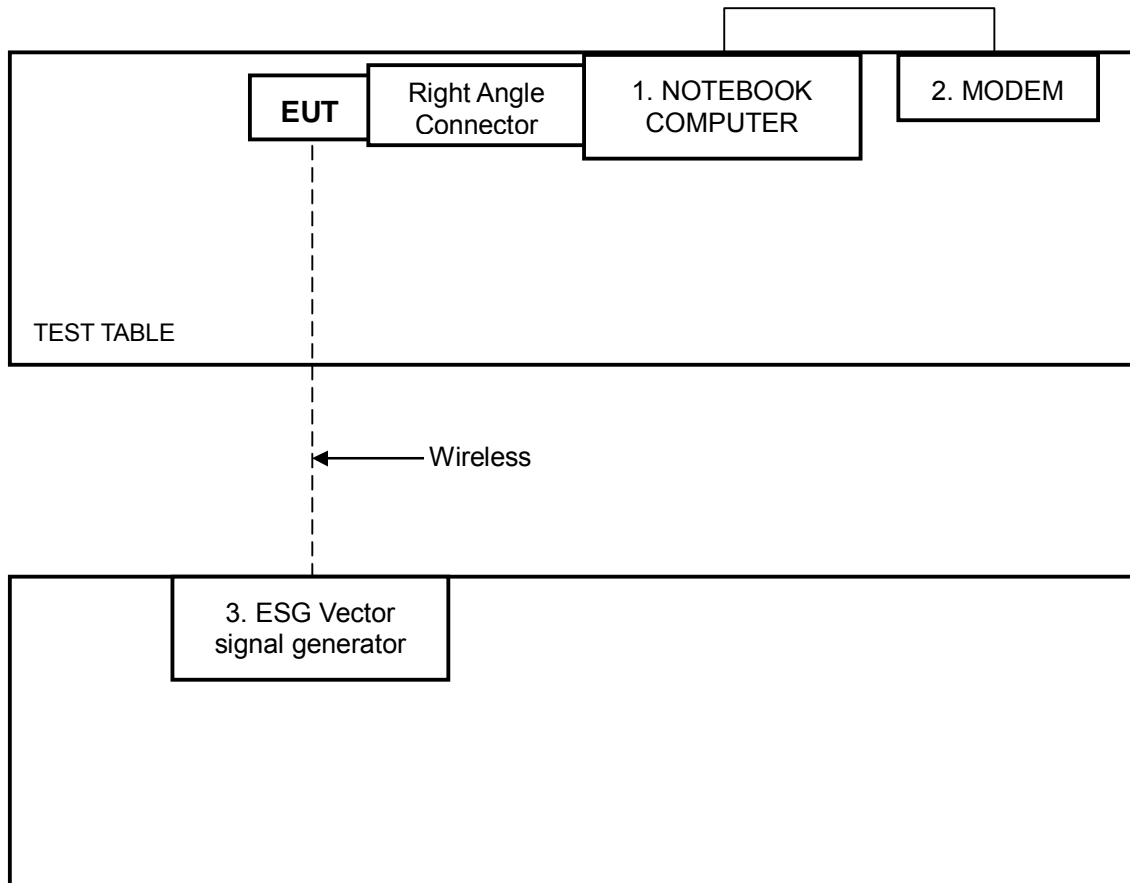 EUT
Right Angle
Connector
1. NOTEBOOK
COMPUTER
2. MODEM
TEST TABLE
Wireless
3. ESG Vector
signal generator